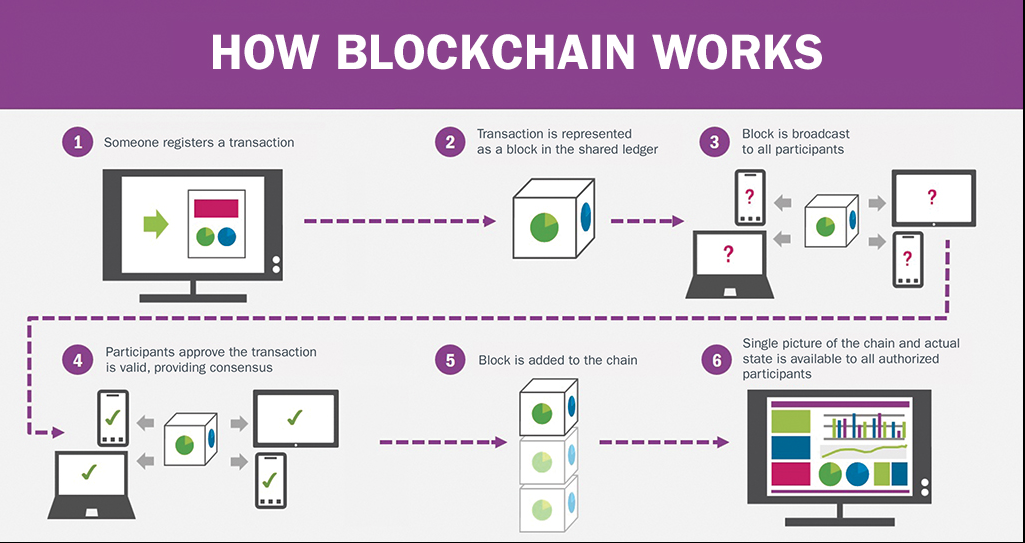 HOW BLOCKCHAIN WORKS
1
Someone registers a transaction
2
Transaction is represented
as a block in the shared ledger
3
Block is broadcast
to all participants
?
?
?
?
4
Participants approve the transaction
is valid, providing consensus
5
Block is added to the chain
6
Single picture of the chain and actual
state is available to all authorized
participants